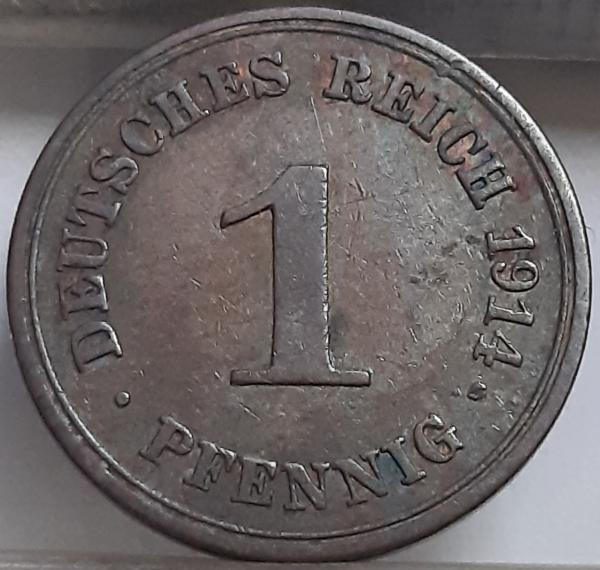 DEUTSCHES REICH 1914
1
PFENNIG